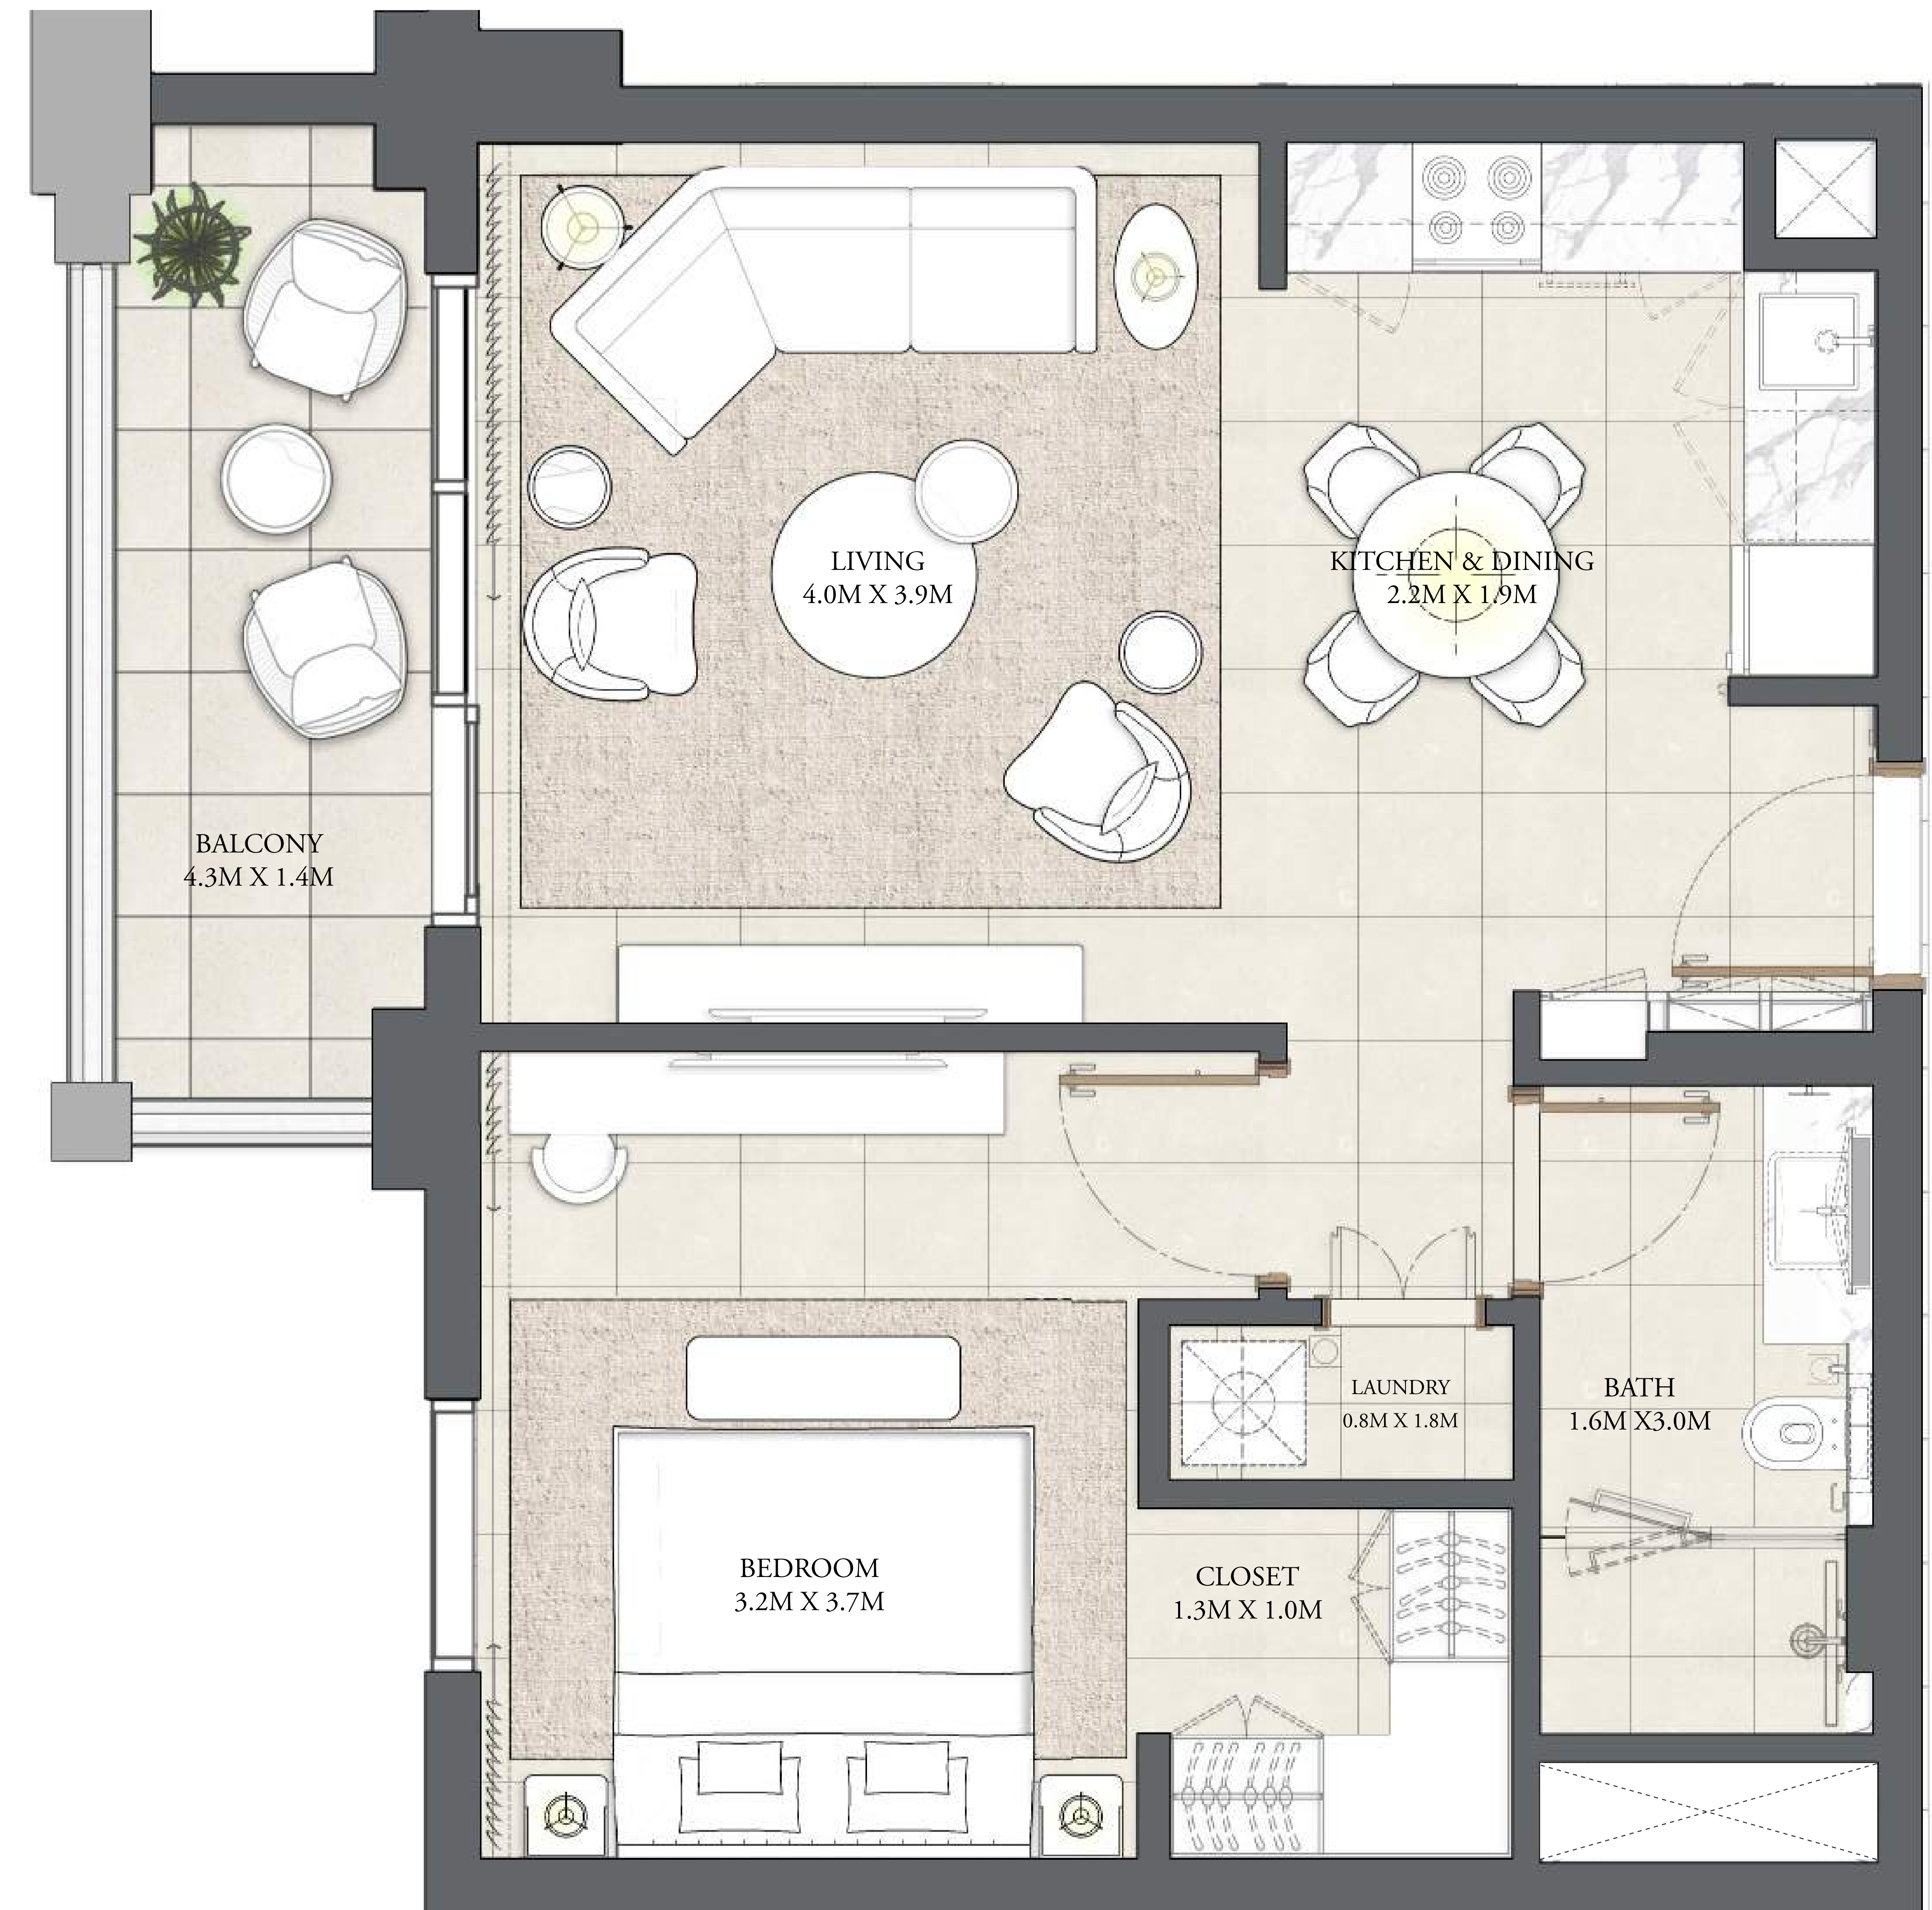 LIVING
4.0M X 3.9M
KITCHEN & DINING
2.2M X 1.9M
BALCONY
4.3M X 1.4M
LAUNDRY
0.8M X 1.8M
BATH
1.6M X3.0M
BEDROOM
3.2M X 3.7M
CLOSET
1.3M X 1.0M